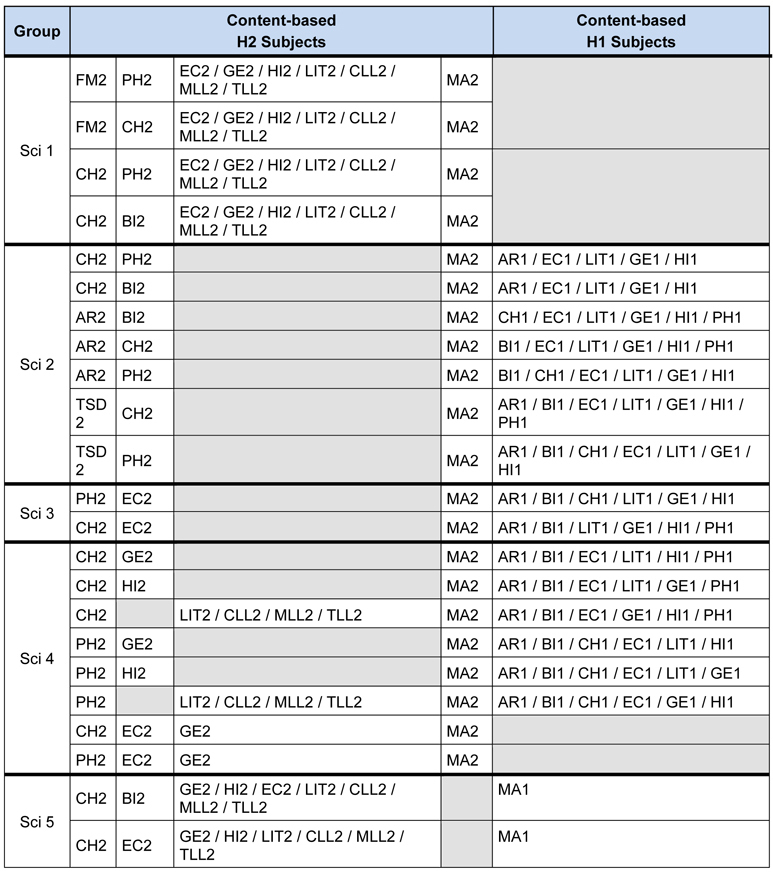 Group
Content-based
H2 Subjects
Content-based
H1 Subjects
Sci 1
FM2 PH2 EC2 / GE2 / HI2 / LIT2 / CLL2 /
MLL2 / TLL2 MA2
FM2 CH2 EC2 / GE2 / HI2 / LIT2 / CLL2 /
MLL2 / TLL2 MA2
CH2 PH2 EC2 / GE2 / HI2 / LIT2 / CLL2 /
MLL2 / TLL2 MA2
CH2 BI2 EC2 / GE2 / HI2 / LIT2 / CLL2 /
MLL2 / TLL2 MA2
Sci 2
CH2 PH2 MA2 AR1 / EC1 / LIT1 / GE1 / HI1
CH2 BI2 MA2 AR1 / EC1 / LIT1 / GE1 / HI1
AR2 BI2 MA2 CH1 / EC1 / LIT1 / GE1 / HI1 / PH1
AR2 CH2 MA2 BI1 / EC1 / LIT1 / GE1 / HI1 / PH1
AR2 PH2 MA2 BI1 / CH1 / EC1 / LIT1 / GE1 / HI1
TSD
2 CH2 MA2 AR1 / BI1 / EC1 / LIT1 / GE1 / HI1 /
PH1
TSD
2 PH2 MA2 AR1 / BI1 / CH1 / EC1 / LIT1 / GE1 /
HI1
Sci 3
PH2 EC2 MA2 AR1 / BI1 / CH1 / LIT1 / GE1 / HI1
CH2 EC2 MA2 AR1 / BI1 / LIT1 / GE1 / HI1 / PH1
Sci 4
CH2 GE2 MA2 AR1 / BI1 / EC1 / LIT1 / HI1 / PH1
CH2 HI2 MA2 AR1 / BI1 / EC1 / LIT1 / GE1 / PH1
CH2 LIT2 / CLL2 / MLL2 / TLL2 MA2 AR1 / BI1 / EC1 / GE1 / HI1 / PH1
PH2 GE2 MA2 AR1 / BI1 / CH1 / EC1 / LIT1 / HI1
PH2 HI2 MA2 AR1 / BI1 / CH1 / EC1 / LIT1 / GE1
PH2 LIT2 / CLL2 / MLL2 / TLL2 MA2 AR1 / BI1 / CH1 / EC1 / GE1 / HI1
CH2 EC2 GE2 MA2
PH2 EC2 GE2 MA2
Sci 5
CH2 BI2 GE2 / HI2 / EC2 / LIT2 / CLL2 /
MLL2 / TLL2 MA1
CH2 EC2 GE2 / HI2 / LIT2 / CLL2 / MLL2 /
TLL2 MA1